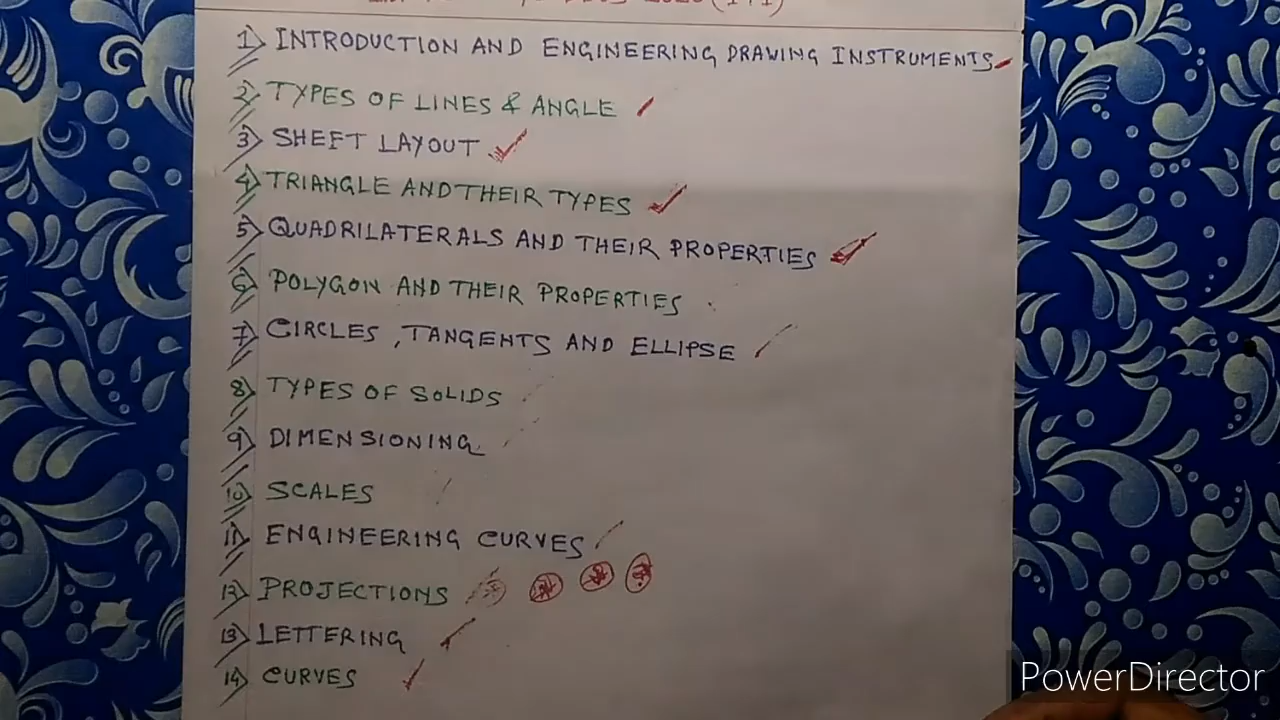 1) INTRODUCTION AND ENGINEERING DRAWING INSTRUMENTS
2) TYPES OF LINES & ANGLE
3) SHEET LAYOUT
4) TRIANGLE AND THEIR TYPES
5) QUADRILATERALS AND THEIR PROPERTIES
6) POLYGON AND THEIR PROPERTIES
7) CIRCLES, TANGENTS AND ELLIPSE
8) TYPES OF SOLIDS
9) DIMENSIONING
10) SCALES
11) ENGINEERING CURVES
12) PROJECTIONS
13) LETTERING
14) CURVES
PowerDirector